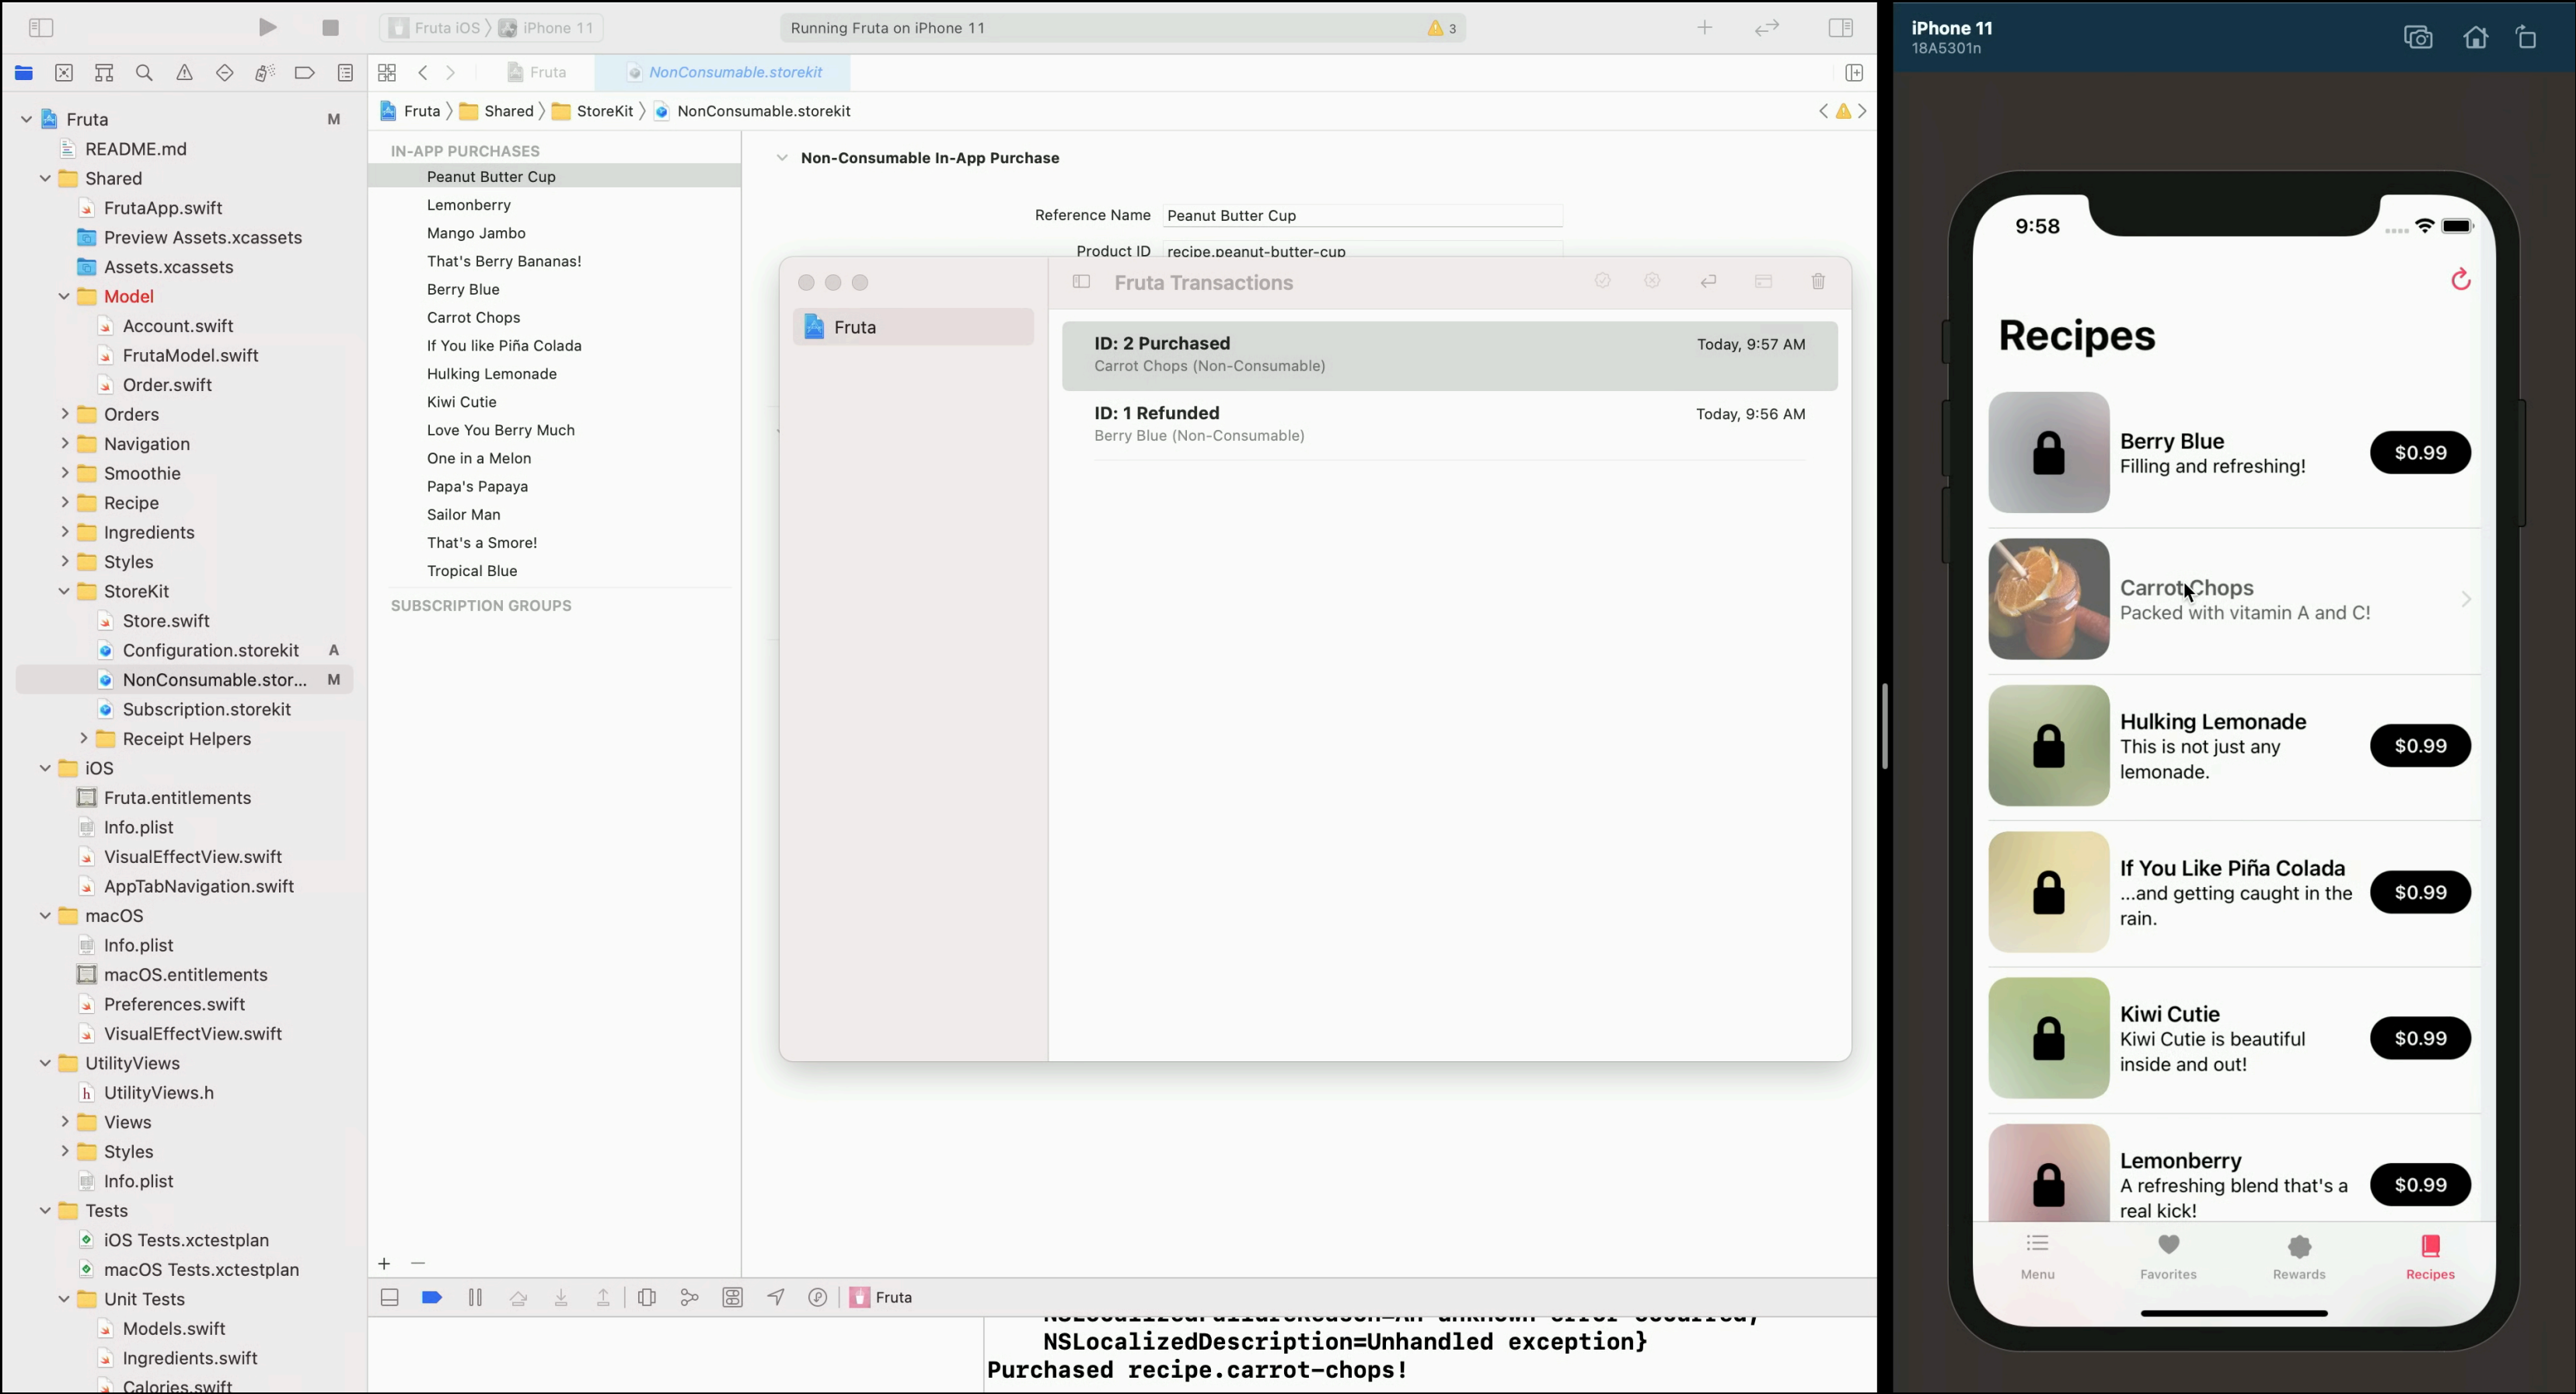 Fruta iOS
iPhone 11
Running Fruta on iPhone 11
3
Fruta
NonConsumable.storekit
Fruta
Shared
StoreKit
NonConsumable.storekit
Fruta
M
README.md
Shared
FrutaApp.swift
Preview Assets.xcassets
Assets.xcassets
Model
Account.swift
FrutaModel.swift
Order.swift
Orders
Navigation
Smoothie
Recipe
Ingredients
Styles
StoreKit
Store.swift
Configuration.storekit
A
NonConsumable.stor...
M
Subscription.storekit
Receipt Helpers
iOS
Fruta.entitlements
Info.plist
VisualEffectView.swift
AppTabNavigation.swift
macOS
Info.plist
macOS.entitlements
Preferences.swift
VisualEffectView.swift
UtilityViews
h
UtilityViews.h
Views
Styles
Info.plist
Tests
iOS Tests.xctestplan
macOS Tests.xctestplan
Unit Tests
Models.swift
Ingredients.swift
Calories.swift
IN-APP PURCHASES
Peanut Butter Cup
Lemonberry
Mango Jambo
That's Berry Bananas!
Berry Blue
Carrot Chops
If You like Piña Colada
Hulking Lemonade
Kiwi Cutie
Love You Berry Much
One in a Melon
Papa's Papaya
Sailor Man
That's a Smore!
Tropical Blue
SUBSCRIPTION GROUPS
Non-Consumable In-App Purchase
Reference Name
Peanut Butter Cup
Product ID
recipe.peanut-butter-cup
Fruta Transactions
Fruta
ID: 2 Purchased
Today, 9:57 AM
Carrot Chops (Non-Consumable)
ID: 1 Refunded
Today, 9:56 AM
Berry Blue (Non-Consumable)
Fruta
NSLocalizedFailureReason=An unknown error occurred,
NSLocalizedDescription=Unhandled exception}
Purchased recipe.carrot-chops!
iPhone 11
18A5301n
9:58
Recipes
Berry Blue
Filling and refreshing!
$0.99
Carrot Chops
Packed with vitamin A and C!
Hulking Lemonade
This is not just any
lemonade.
$0.99
If You Like Piña Colada
...and getting caught in the
rain.
$0.99
Kiwi Cutie
Kiwi Cutie is beautiful
inside and out!
$0.99
Lemonberry
A refreshing blend that's a
real kick!
$0.99
Menu
Favorites
Rewards
Recipes